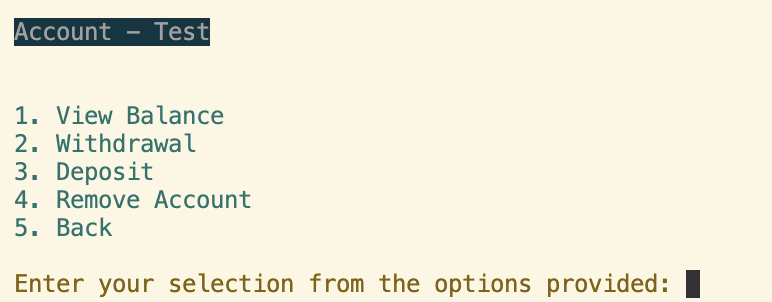 Account - Test
1. View Balance
2. Withdrawal
3. Deposit
4. Remove Account
5. Back
Enter your selection from the options provided: